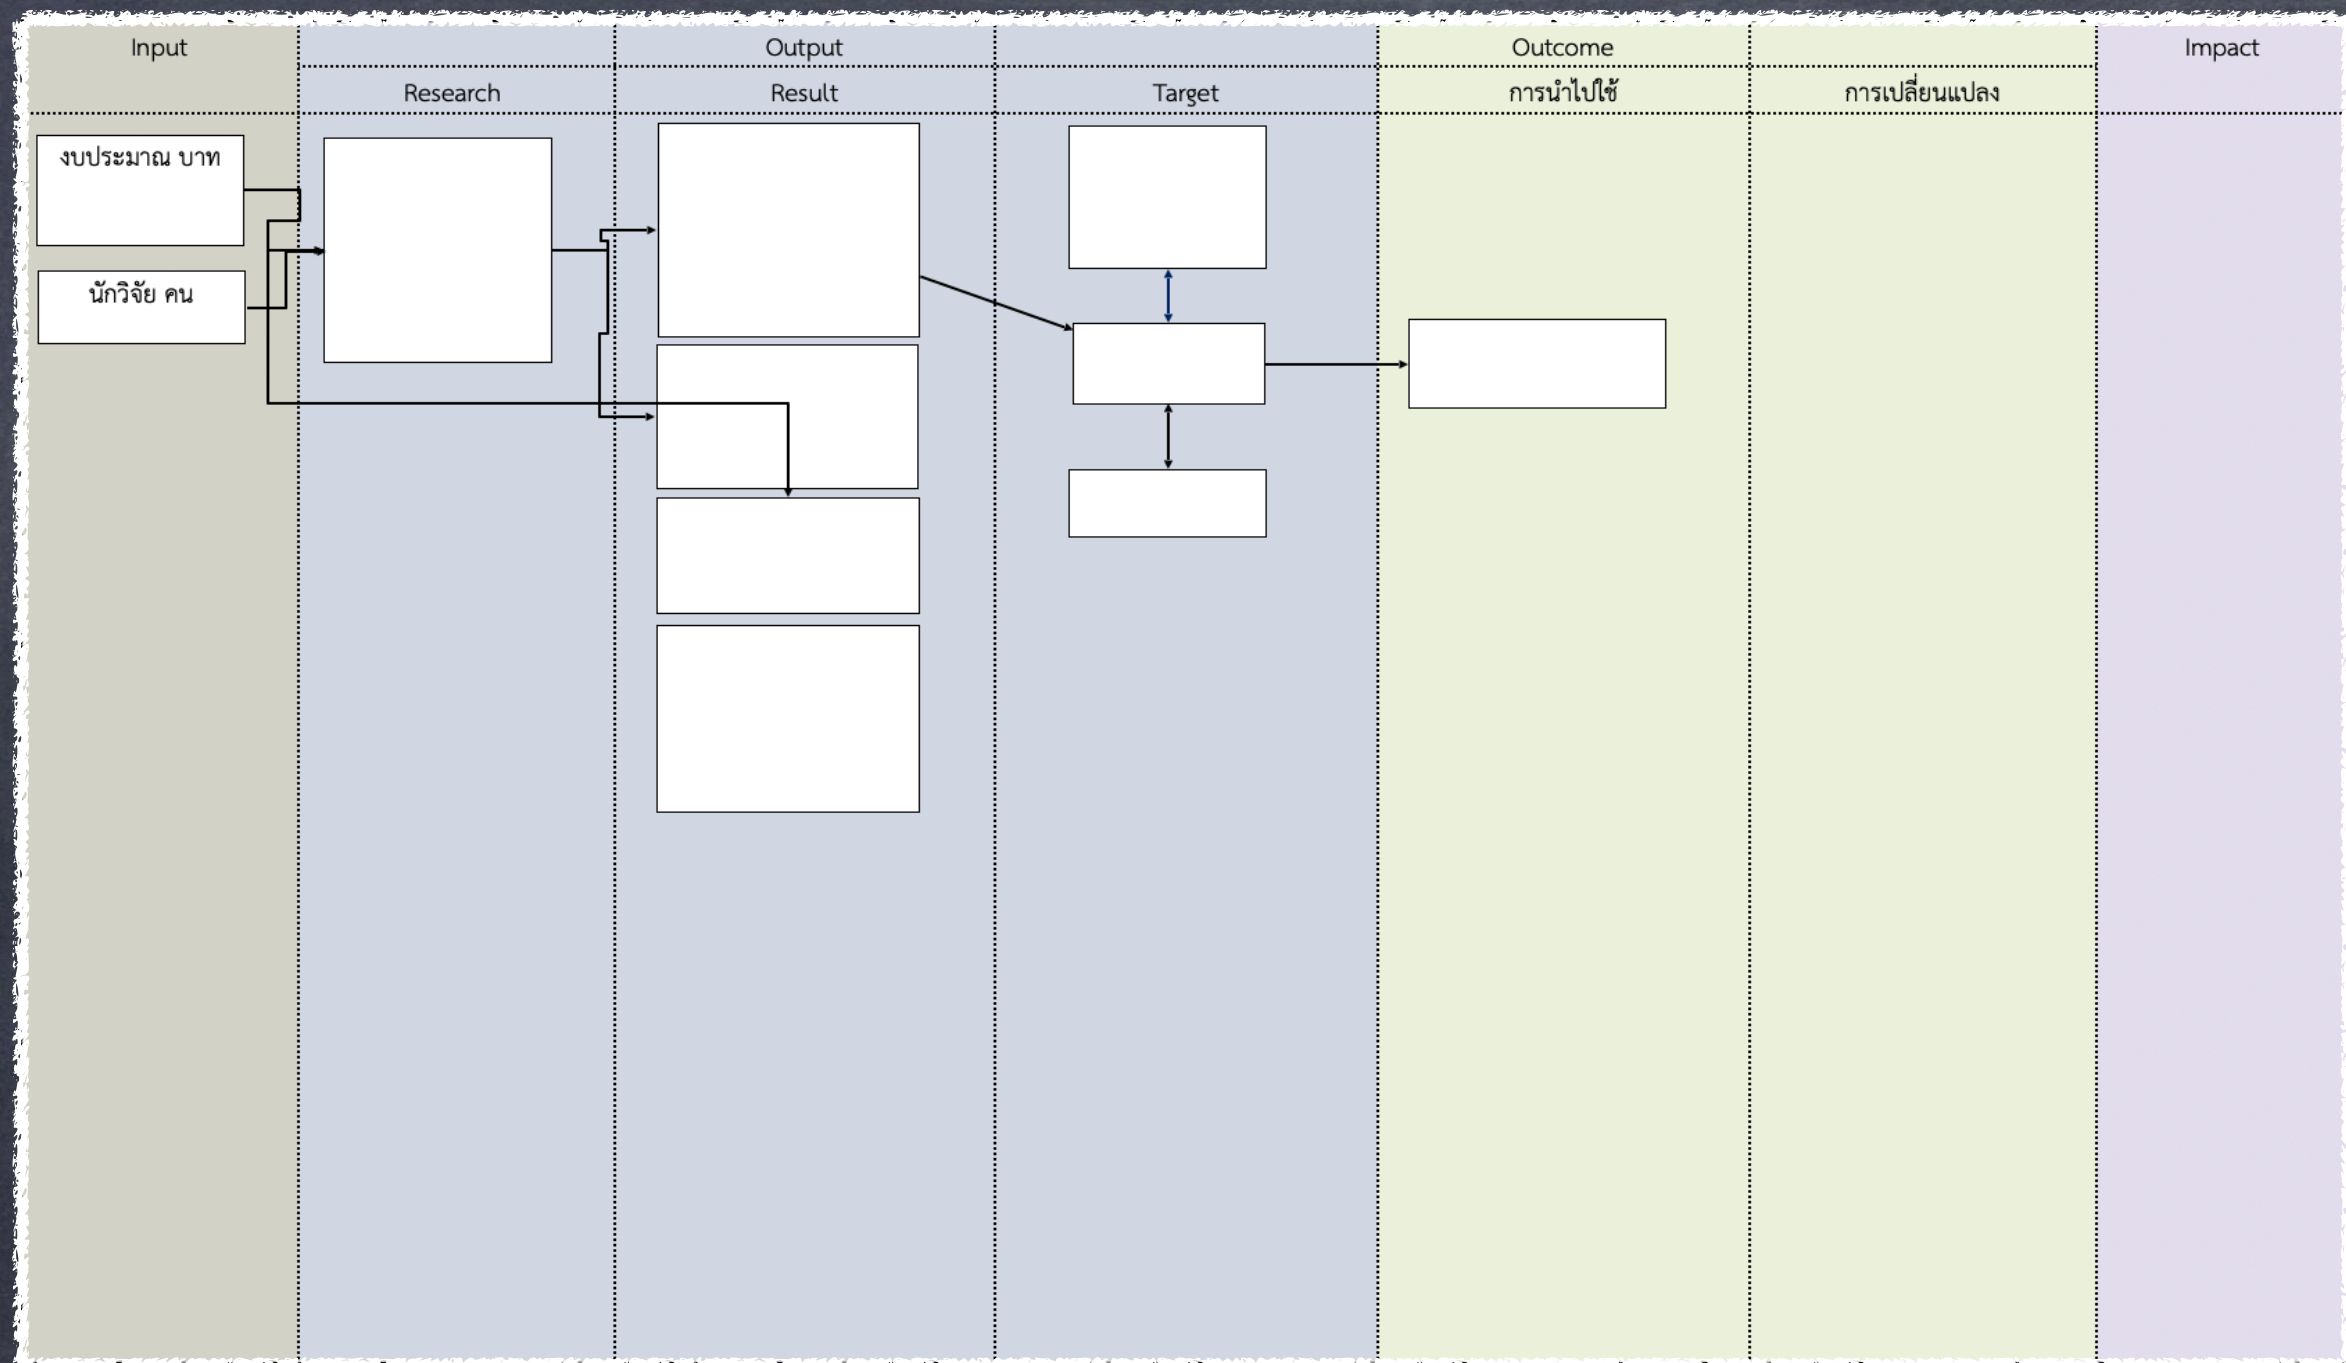 Input
Output
Outcome
Impact
Research
Result
Target
การนำไปใช้
การเปลี่ยนแปลง
งบประมาณ บาท
นักวิจัย คน